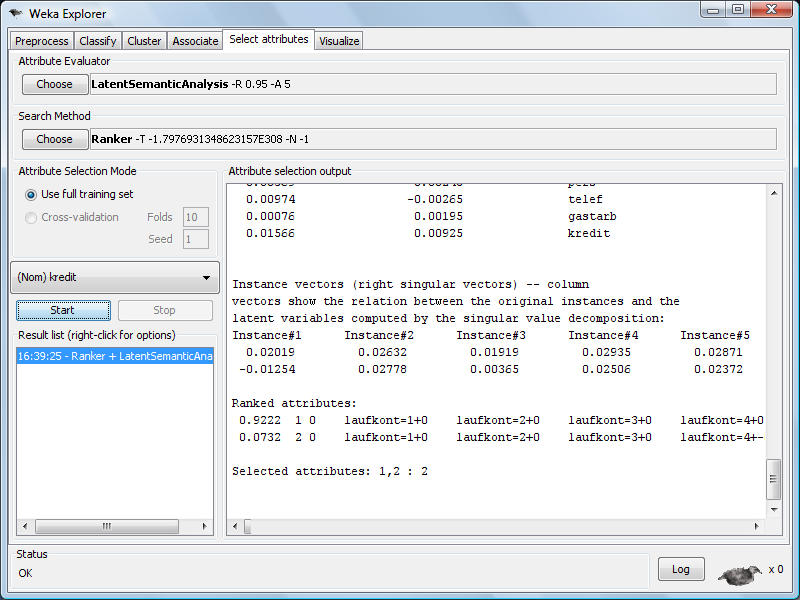 Weka Explorer
Preprocess Classify Cluster Associate Select attributes Visualize
Attribute Evaluator
Choose LatentSemanticAnalysis -R 0.95 -A 5
Search Method
Choose Ranker -T -1.7976931348623157E308 -N -1
Attribute Selection Mode
Use full training set
Cross-validation Folds 10
Seed 1
(Nom) kredit
Start Stop
Result list (right-click for options)
16:39:25 - Ranker + LatentSemanticAna
Attribute selection output
0.00974 -0.00265 telef
0.00076 0.00195 gastarb
0.01566 0.00925 kredit
Instance vectors (right singular vectors) -- column
vectors show the relation between the original instances and the
latent variables computed by the singular value decomposition:
Instance#1 Instance#2 Instance#3 Instance#4 Instance#5
0.02019 0.02632 0.01919 0.02935 0.02871
-0.01254 0.02778 0.00365 0.02506 0.02372
Ranked attributes:
0.9222 1 0 laufkont=1+0 laufkont=2+0 laufkont=3+0 laufkont=4+0
0.0732 2 0 laufkont=1+0 laufkont=2+0 laufkont=3+0 laufkont=4+-
Selected attributes: 1,2 : 2
Status
OK
Log
x 0